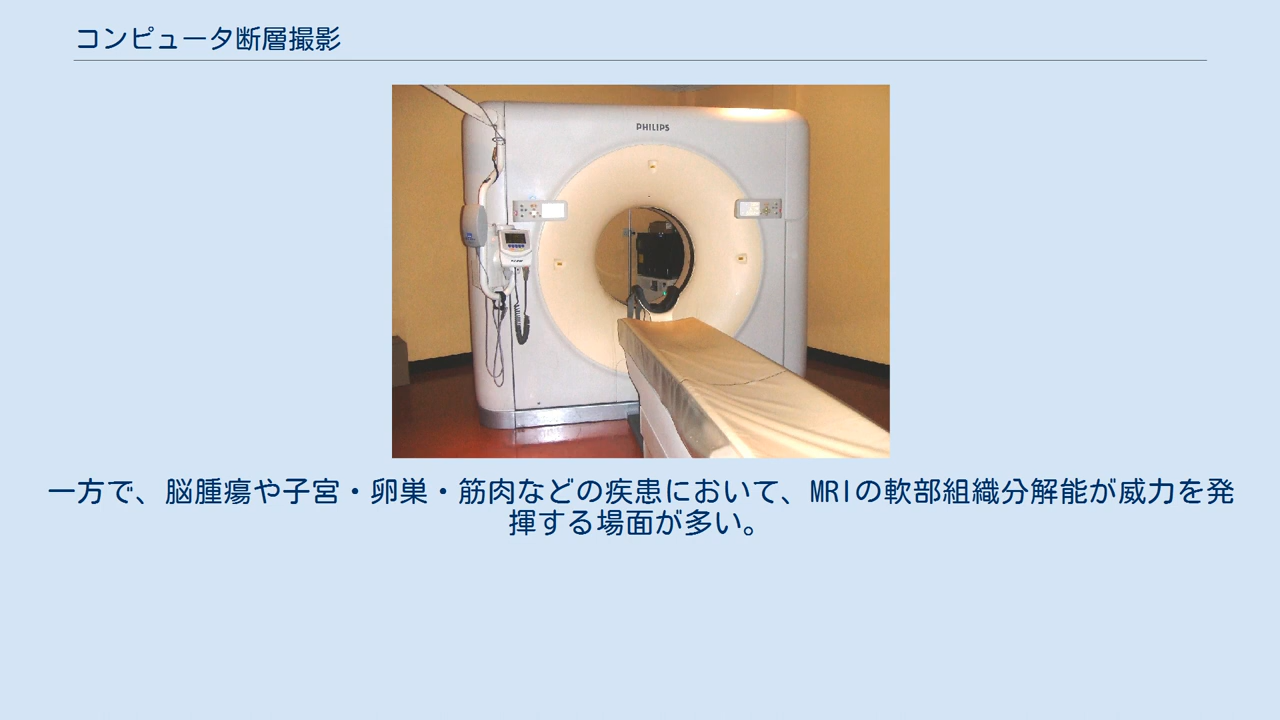 コンピュータ断層撮影
PHILIPS
一方で、脳腫瘍や子宮・卵巣・筋肉などの疾患において、MRIの軟部組織分解能が威力を発
揮する場面が多い。